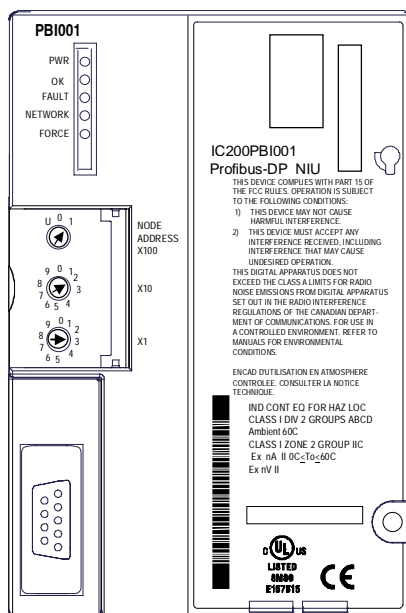 PBI001
PWR
OK
FAULT
NETWORK
FORCE
U 0 1
NODE
ADDRESS
X100
9 0 1 2 3 4 5 6 7 8
X10
9 0 1 2 3 4 5 6 7 8
X1
IC200PBI001
Profibus-DP NIU
THIS DEVICE COMPLIES WITH PART 15 OF
THE FCC RULES. OPERATION IS SUBJECT
TO THE FOLLOWING CONDITIONS:
1) THIS DEVICE MAY NOT CAUSE
HARMFUL INTERFERENCE.
2) THIS DEVICE MUST ACCEPT ANY
INTERFERENCE RECEIVED, INCLUDING
INTERFERENCE THAT MAY CAUSE
UNDESIRED OPERATION.
THIS DIGITAL APPARATUS DOES NOT
EXCEED THE CLASS A LIMITS FOR RADIO
NOISE EMISSIONS FROM DIGITAL APPARATUS
SET OUT IN THE RADIO INTERFERENCE
REGULATIONS OF THE CANADIAN DEPART-
MENT OF COMMUNICATIONS. FOR USE IN
A CONTROLLED ENVIRONMENT. REFER TO
MANUALS FOR ENVIRONMENTAL
CONDITIONS.
ENCAD D'UTILISATION EN ATMOSPHERE
CONTROLEE. CONSULTER LA NOTICE
TECHNIQUE.
IND CONT EQ FOR HAZ LOC
CLASS I DIV 2 GROUPS ABCD
Ambient 60C
CLASS I ZONE 2 GROUP IIC
Ex nA II 0C<To<60C
Ex nV II
C UL US
LISTED
CE